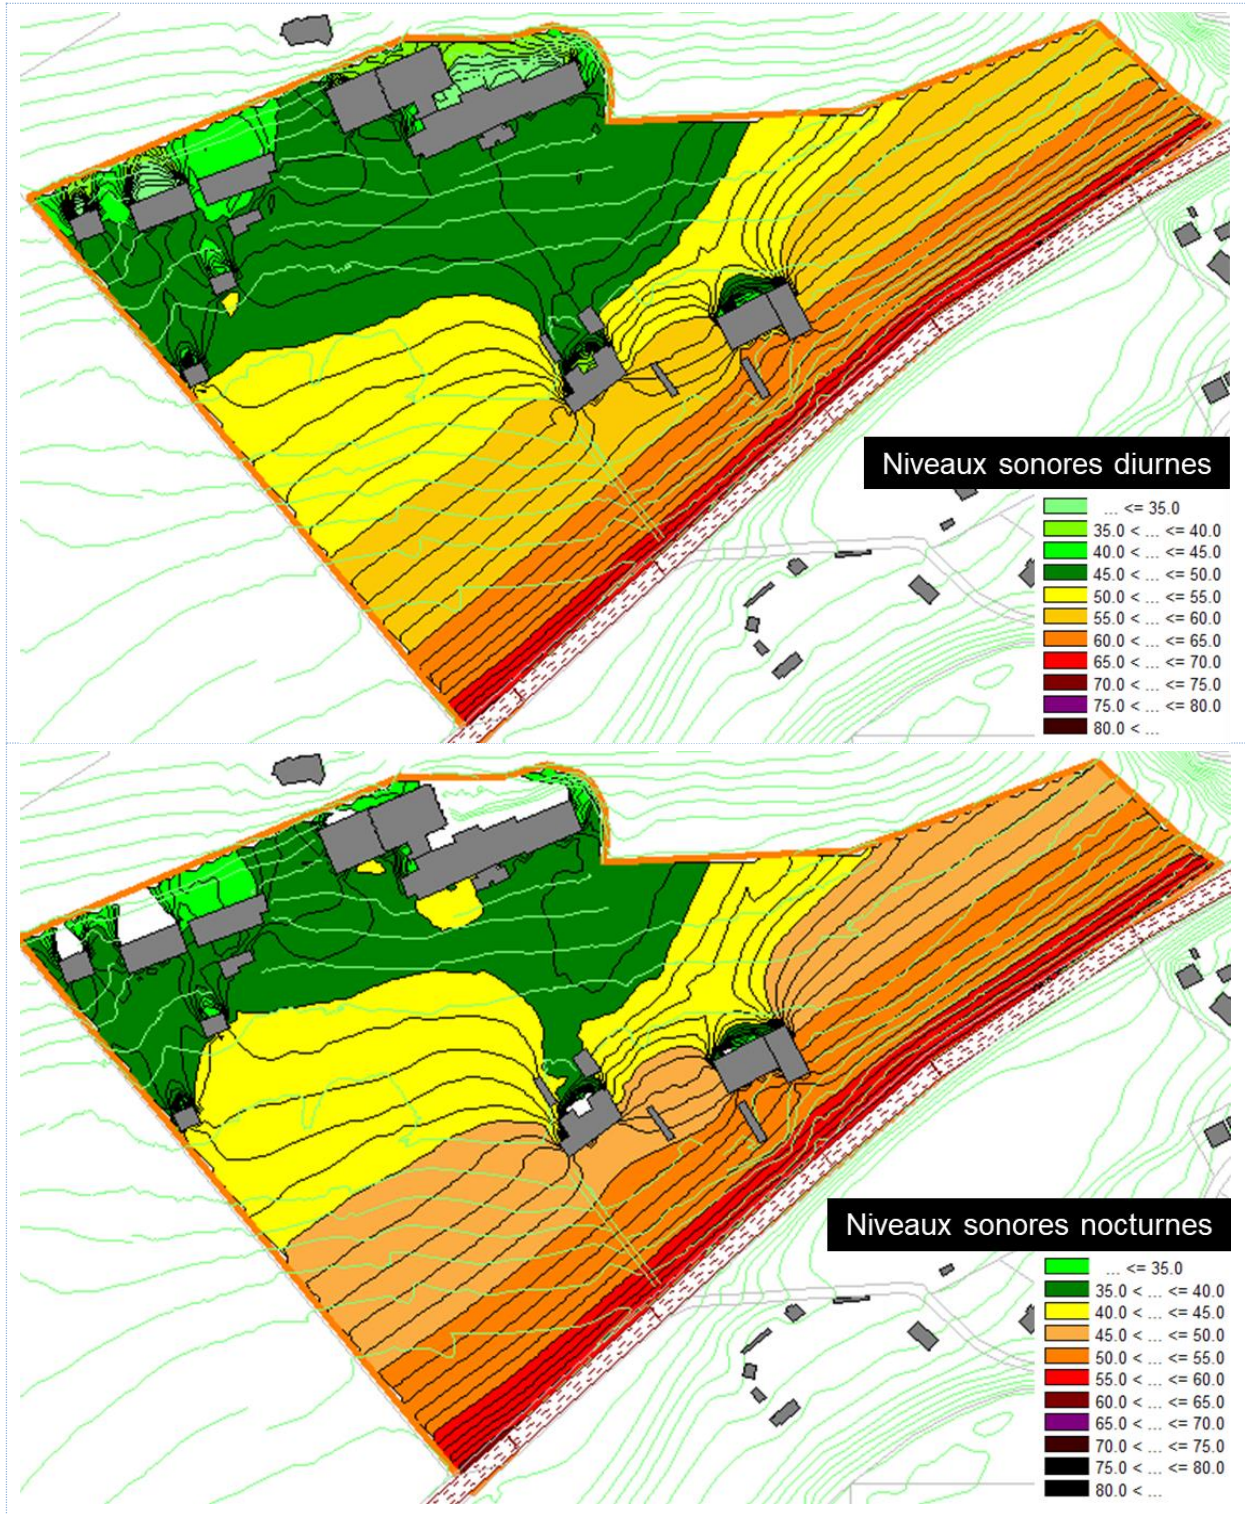 Niveaux sonores diurnes
... <= 35.0
35.0 < ... <= 40.0
40.0 < ... <= 45.0
45.0 < ... <= 50.0
50.0 < ... <= 55.0
55.0 < ... <= 60.0
60.0 < ... <= 65.0
65.0 < ... <= 70.0
70.0 < ... <= 75.0
75.0 < ... <= 80.0
80.0 < ...
Niveaux sonores nocturnes
... <= 35.0
35.0 < ... <= 40.0
40.0 < ... <= 45.0
45.0 < ... <= 50.0
50.0 < ... <= 55.0
55.0 < ... <= 60.0
60.0 < ... <= 65.0
65.0 < ... <= 70.0
70.0 < ... <= 75.0
75.0 < ... <= 80.0
80.0 < ...